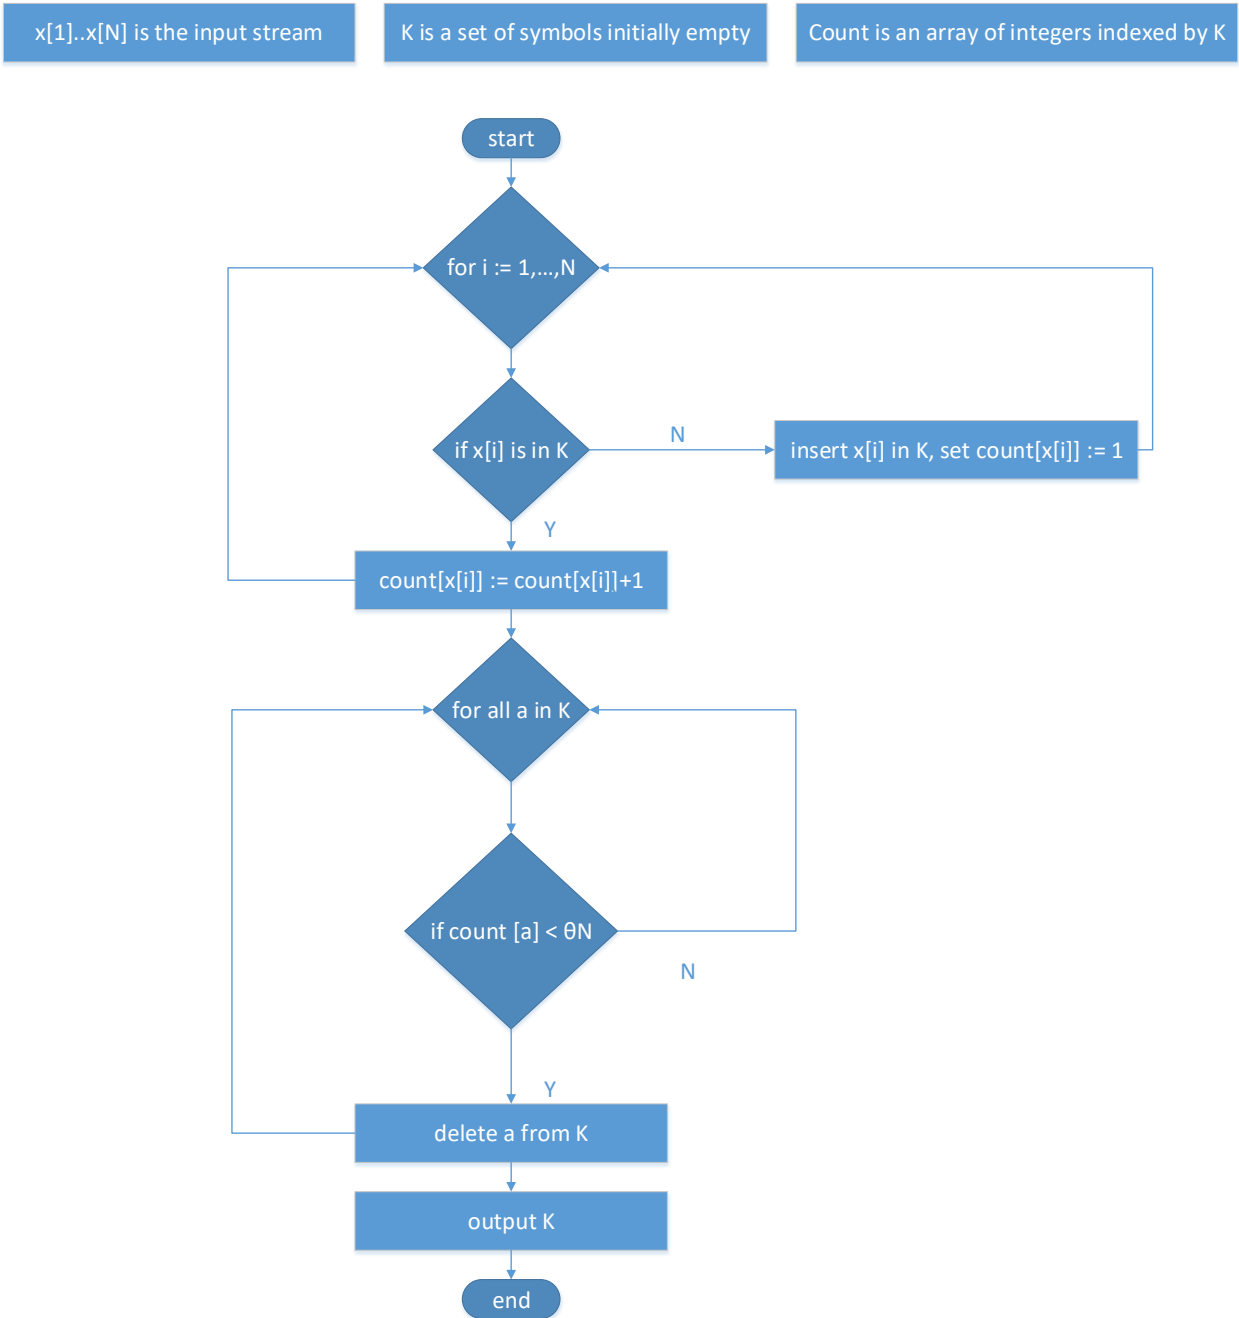 x[1]..x[N] is the input stream
K is a set of symbols initially empty
Count is an array of integers indexed by K
start
for i := 1,...,N
if x[i] is in K
N
insert x[i] in K, set count[x[i]] := 1
Y
count[x[i]] := count[x[i]]+1
for all a in K
if count [a] < θN
N
Y
delete a from K
output K
end